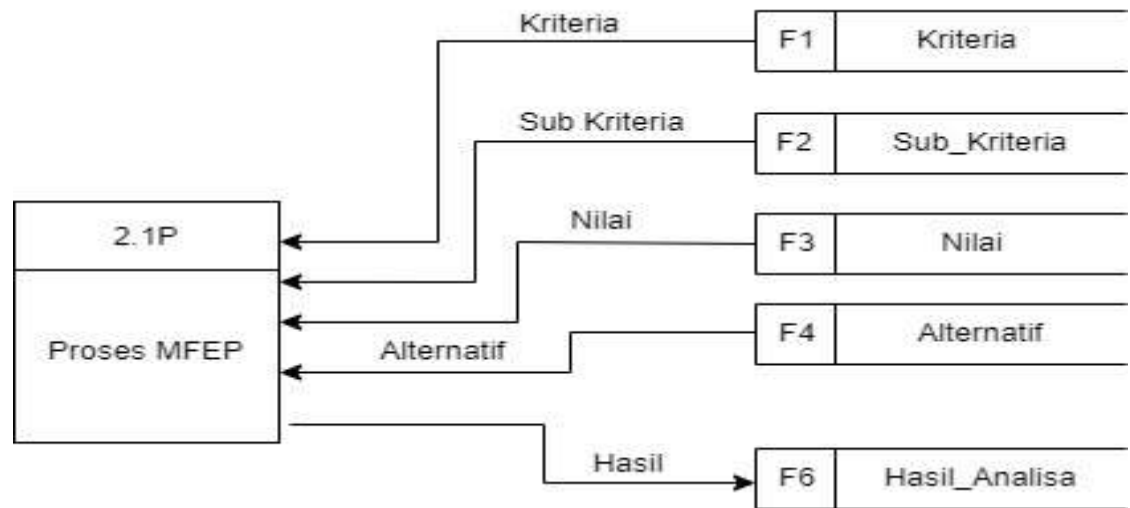 Kriteria
F1 Kriteria
Sub Kriteria
F2 Sub_Kriteria
2.1P
Nilai
F3 Nilai
Proses MFEP
Alternatif
F4 Alternatif
Hasil
F6 Hasil_Analisa